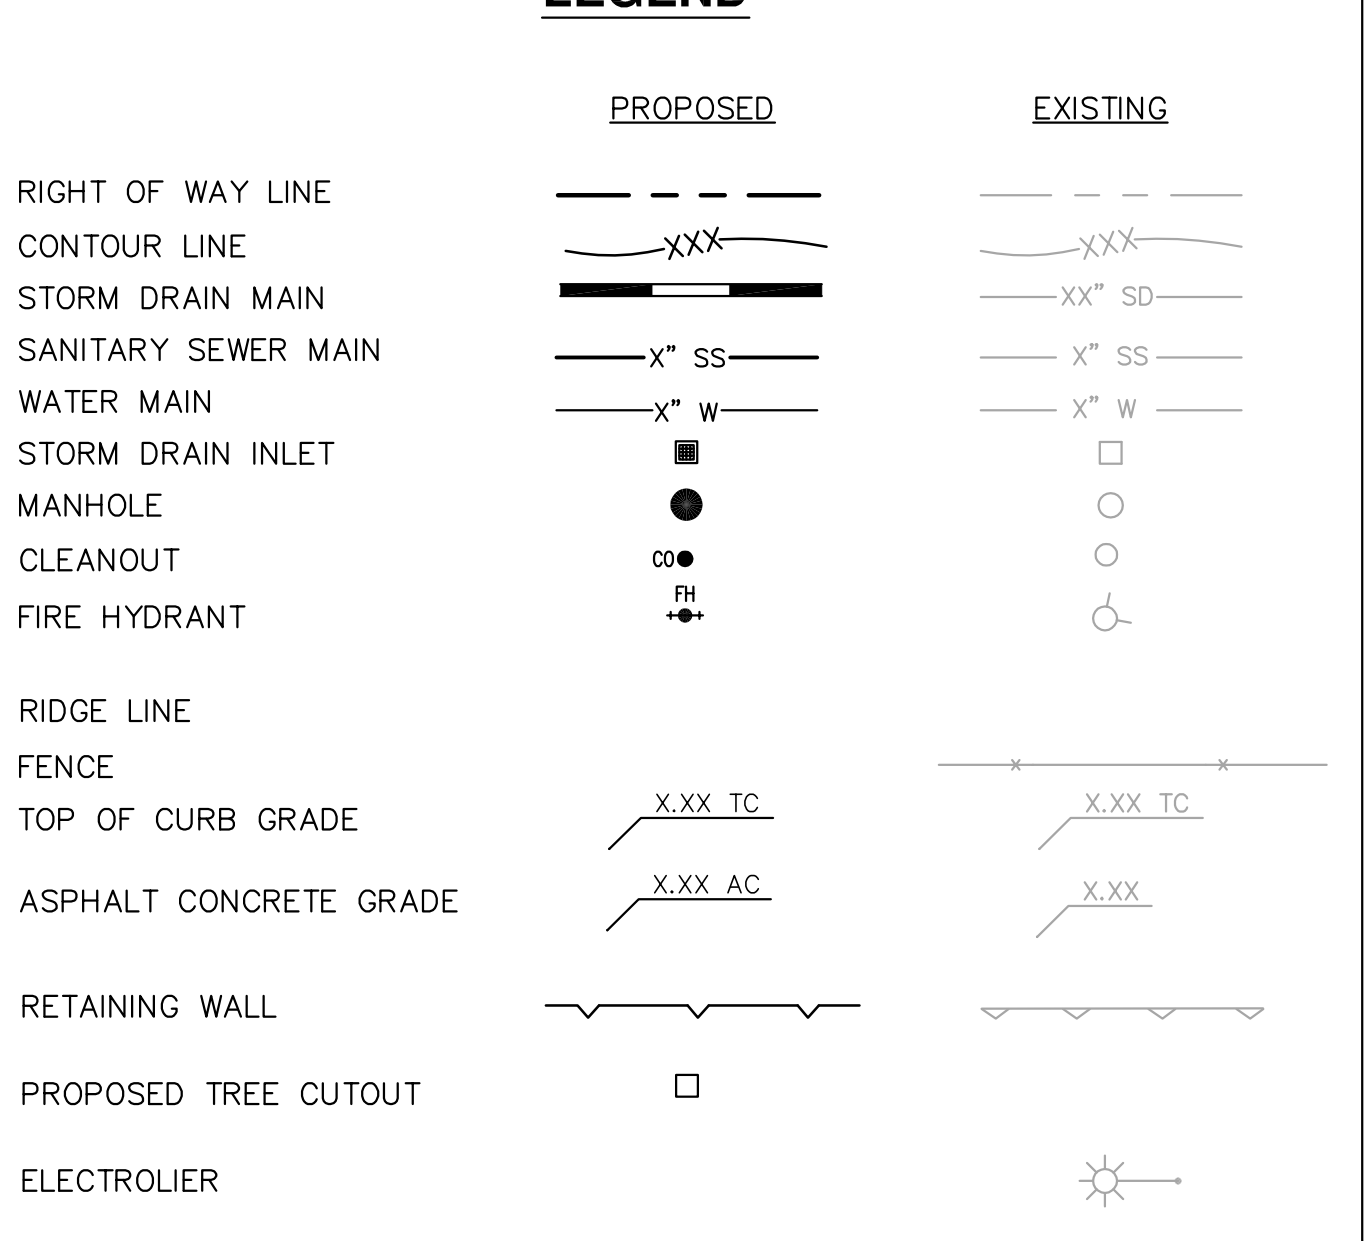 LEGEND
PROPOSED EXISTING
RIGHT OF WAY LINE
CONTOUR LINE XXX XXX
STORM DRAIN MAIN XX" SD
SANITARY SEWER MAIN X" SS X" SS
WATER MAIN X" W X" W
STORM DRAIN INLET
MANHOLE
CLEANOUT CO
FH
FIRE HYDRANT
RIDGE LINE
FENCE
X.XX TC X.XX TC
TOP OF CURB GRADE
X.XX AC X.XX
ASPHALT CONCRETE GRADE
RETAINING WALL
PROPOSED TREE CUTOUT
ELECTROLIER